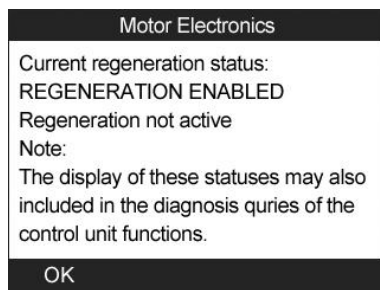 Motor Electronics
Current regeneration status:
REGENERATION ENABLED
Regeneration not active
Note:
The display of these statuses may also
included in the diagnosis quries of the
control unit functions.
OK